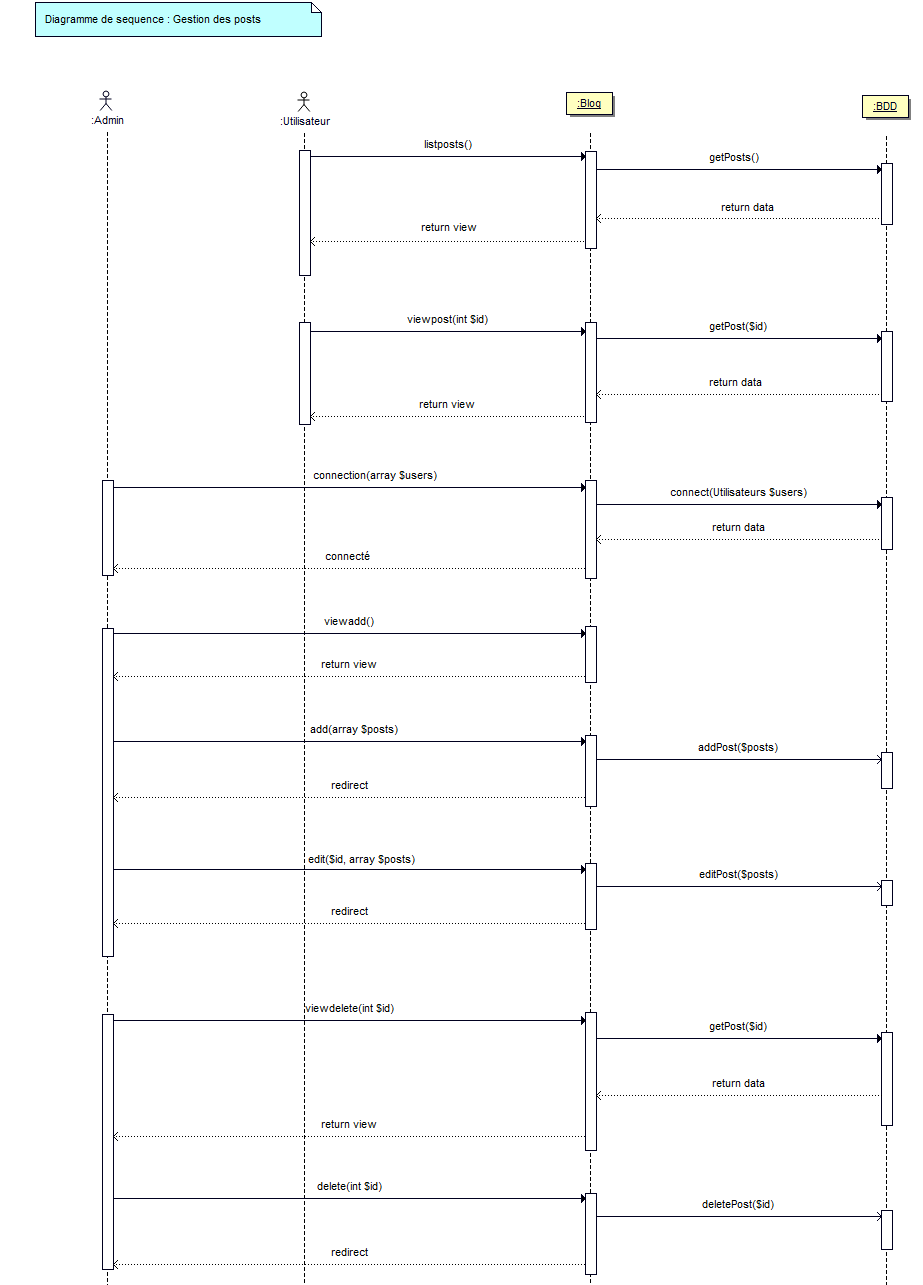 Diagramme de sequence : Gestion des posts
:Admin
:Utilisateur
:Blog
:BDD
listposts()
getPosts()
return data
return view
viewpost(int $id)
getPost($id)
return data
return view
connection(array $users)
connect(Utilisateurs $users)
return data
connecté
viewadd()
return view
add(array $posts)
addPost($posts)
redirect
edit($id, array $posts)
editPost($posts)
redirect
viewdelete(int $id)
getPost($id)
return data
return view
delete(int $id)
deletePost($id)
redirect